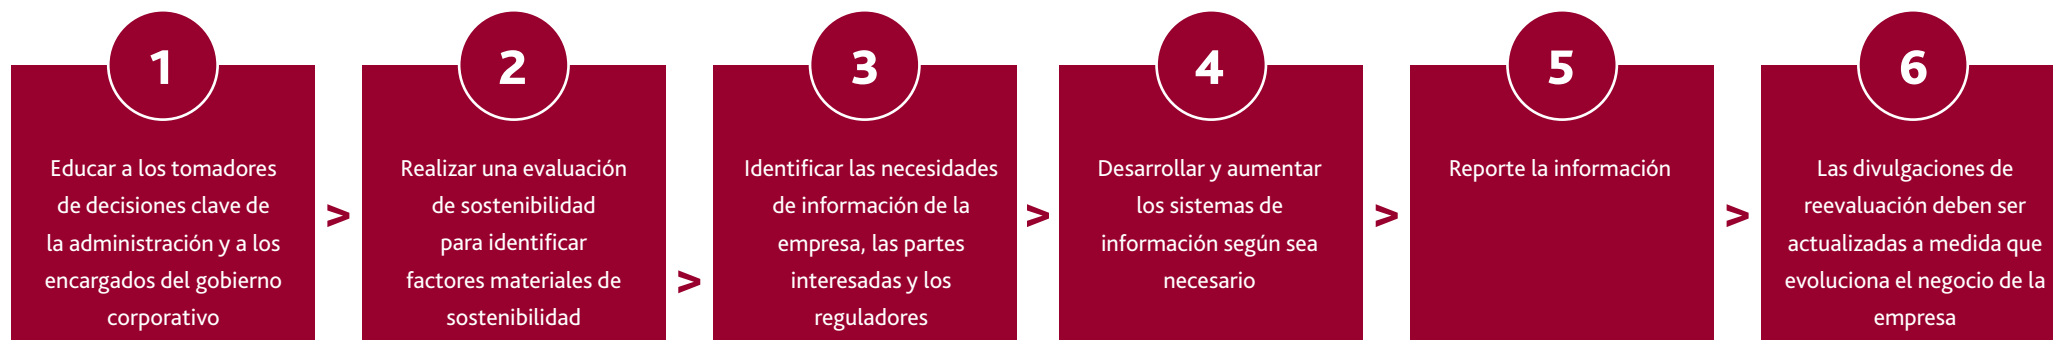 1
Educar a los tomadores
de decisiones clave de
la administración y a los
encargados del gobierno
corporativo
>
2
Realizar una evaluación
de sostenibilidad
para identificar
factores materiales de
sostenibilidad
>
3
Identificar las necesidades
de información de la
empresa, las partes
interesadas y los
reguladores
>
4
Desarrollar y aumentar
los sistemas de
información según sea
necesario
>
5
Reporte la información
>
6
Las divulgaciones de
reevaluación deben ser
actualizadas a medida que
evoluciona el negocio de la
empresa